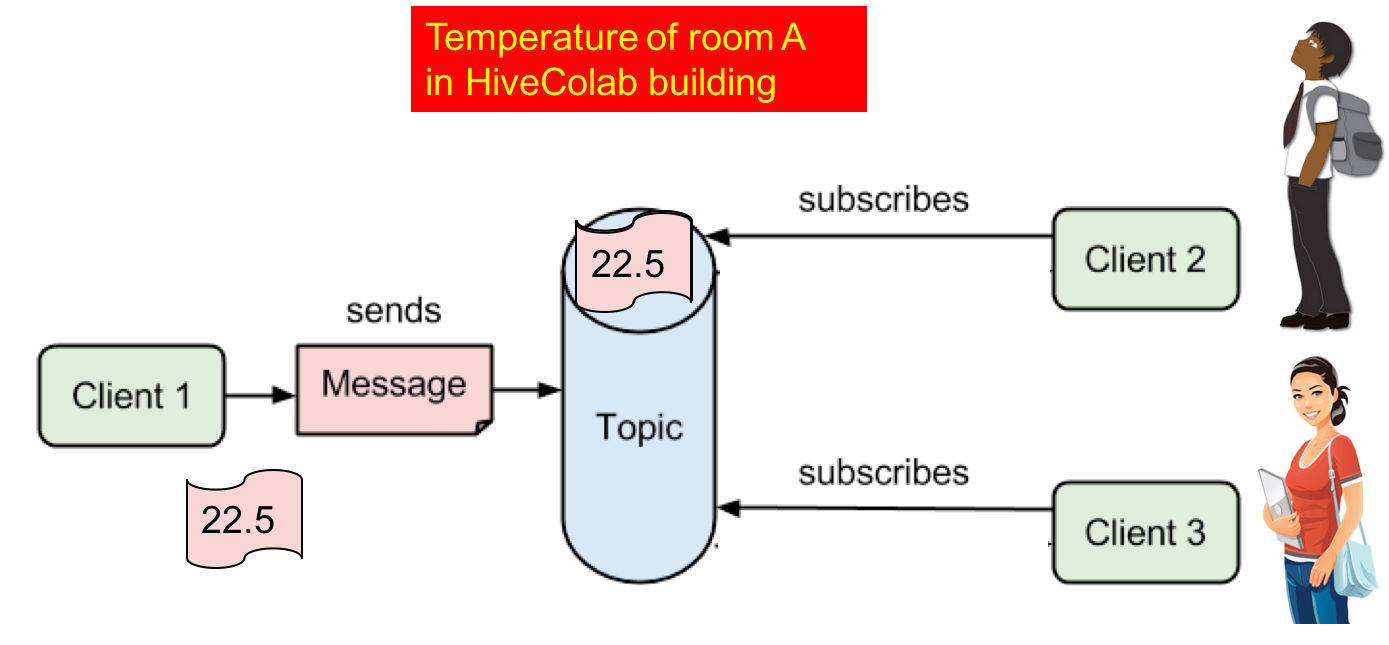 Temperature of room A
in HiveColab building
subscribes
Client 2
22.5
sends
Client 1
Message
Topic
subscribes
22.5
Client 3